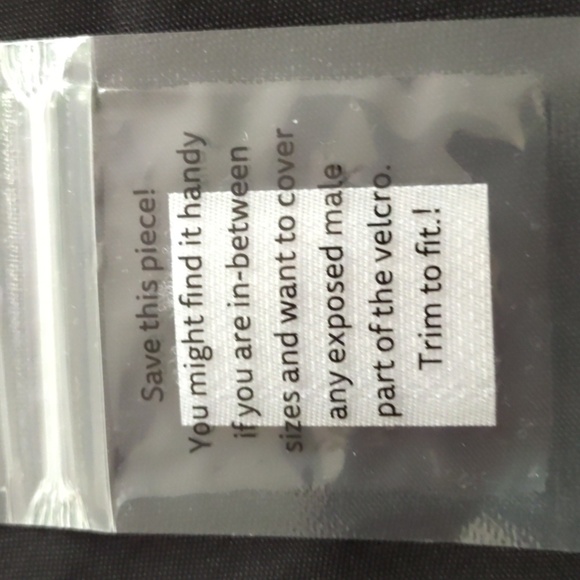 Save this piece!
You might find it handy
if you are in-between
sizes and want to cover
any exposed male
part of the velcro.
Trim to fit.!